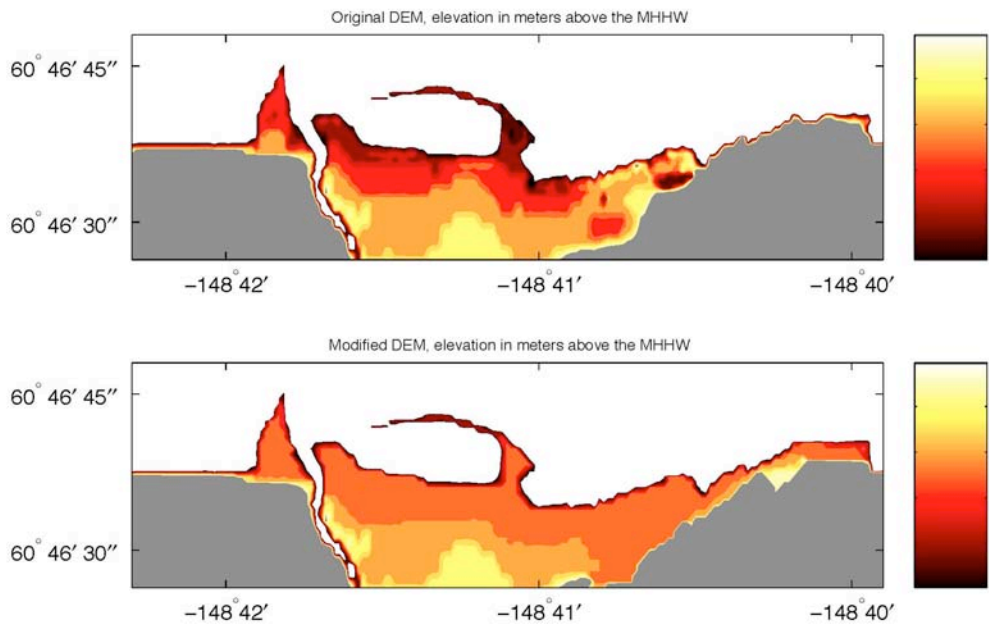 Original DEM, elevation in meters above the MHHW
60° 46′ 45″
60° 46′ 30″
−148° 42′
−148° 41′
−148° 40′
Modified DEM, elevation in meters above the MHHW
60° 46′ 45″
60° 46′ 30″
−148° 42′
−148° 41′
−148° 40′